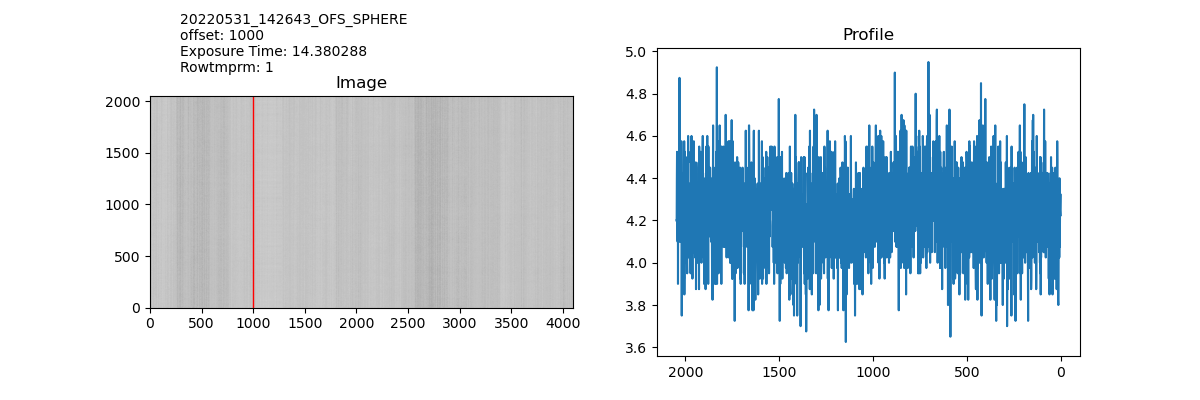 20220531_142643_OFS_SPHERE
offset: 1000
Exposure Time: 14.380288
Rowtmprm: 1
Image
2000
1500
1000
500
0
0 500 1000 1500 2000 2500 3000 3500 4000
Profile
5.0
4.8
4.6
4.4
4.2
4.0
3.8
3.6
2000 1500 1000 500 0